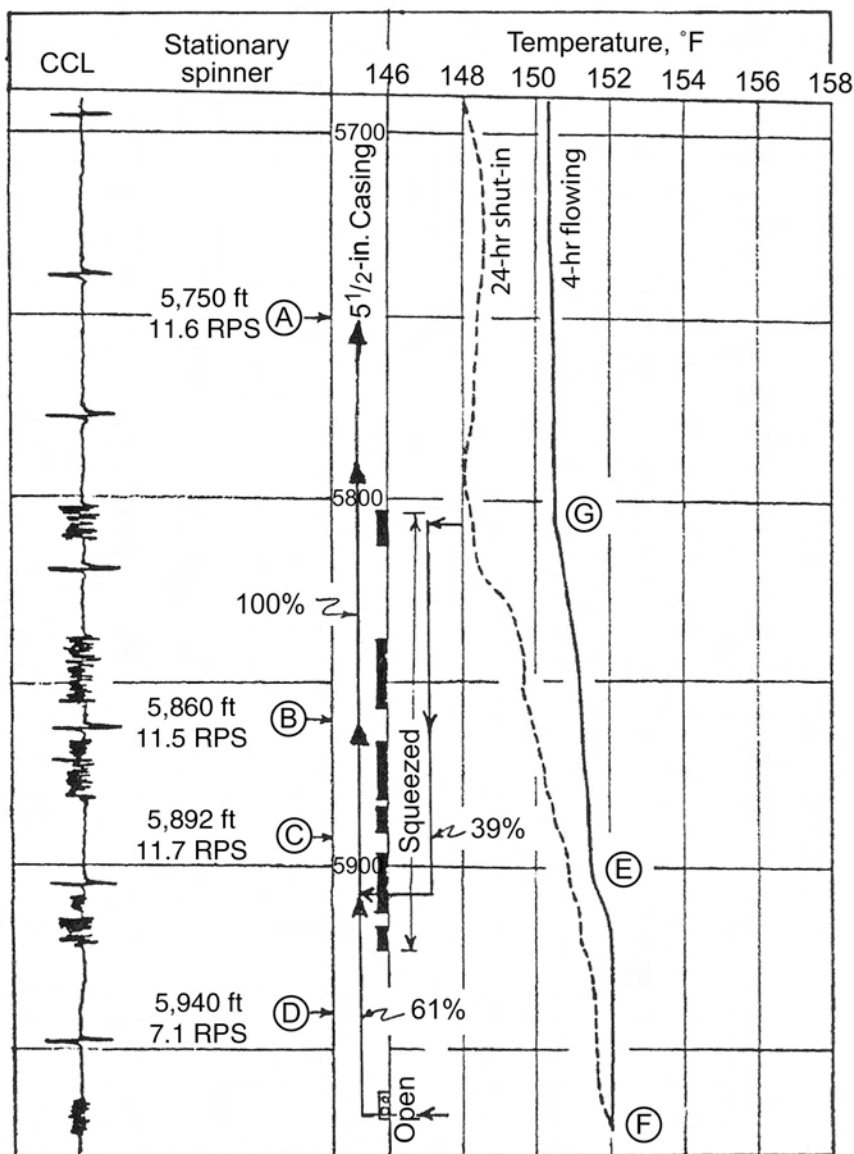 CCL
Stationary
spinner
Temperature, °F
146 148 150 152 154 156 158
5700
5 1/2-in. Casing
24-hr shut-in
4-hr flowing
5,750 ft
11.6 RPS
A
5800
G
100%
5,860 ft
11.5 RPS
B
Squeezed
5,892 ft
11.7 RPS
C
39%
5900
E
5,940 ft
7.1 RPS
D
61%
Open
F